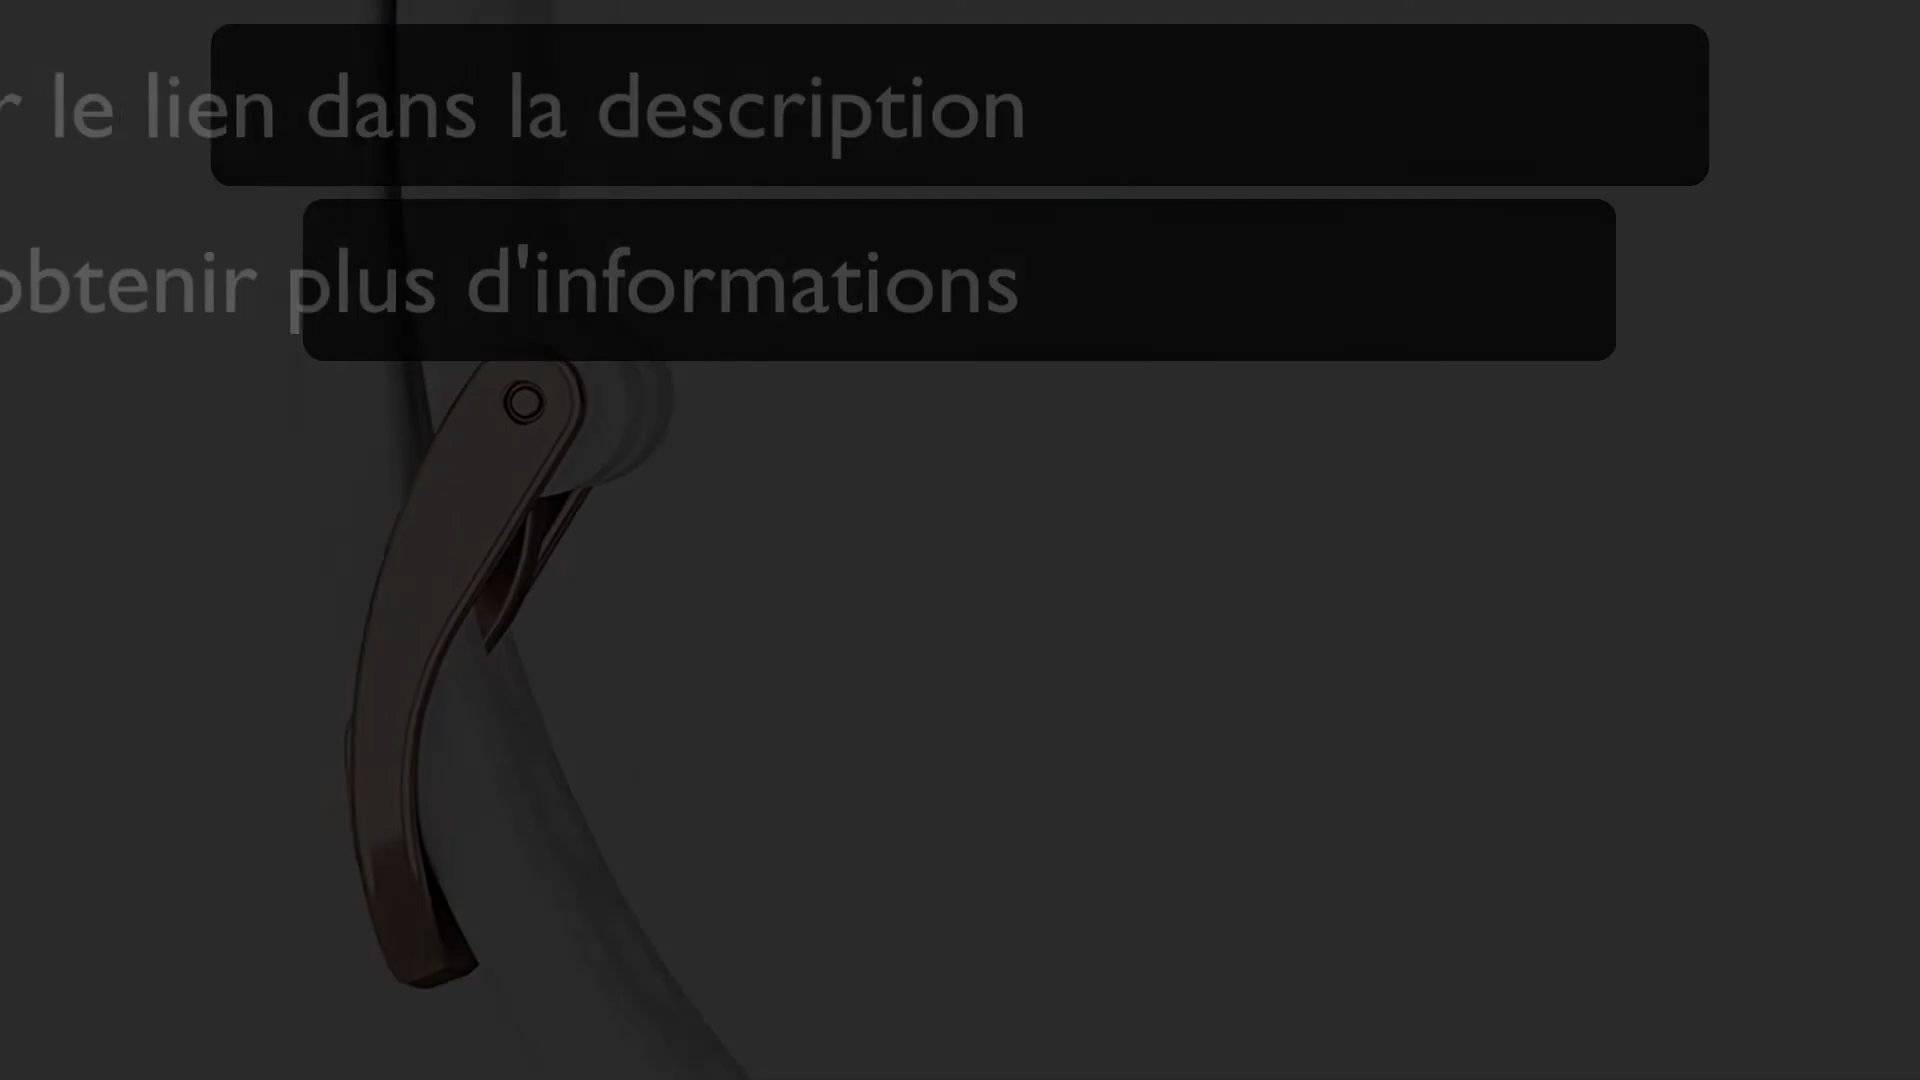 r le lien dans la description
obtenir plus d'informations